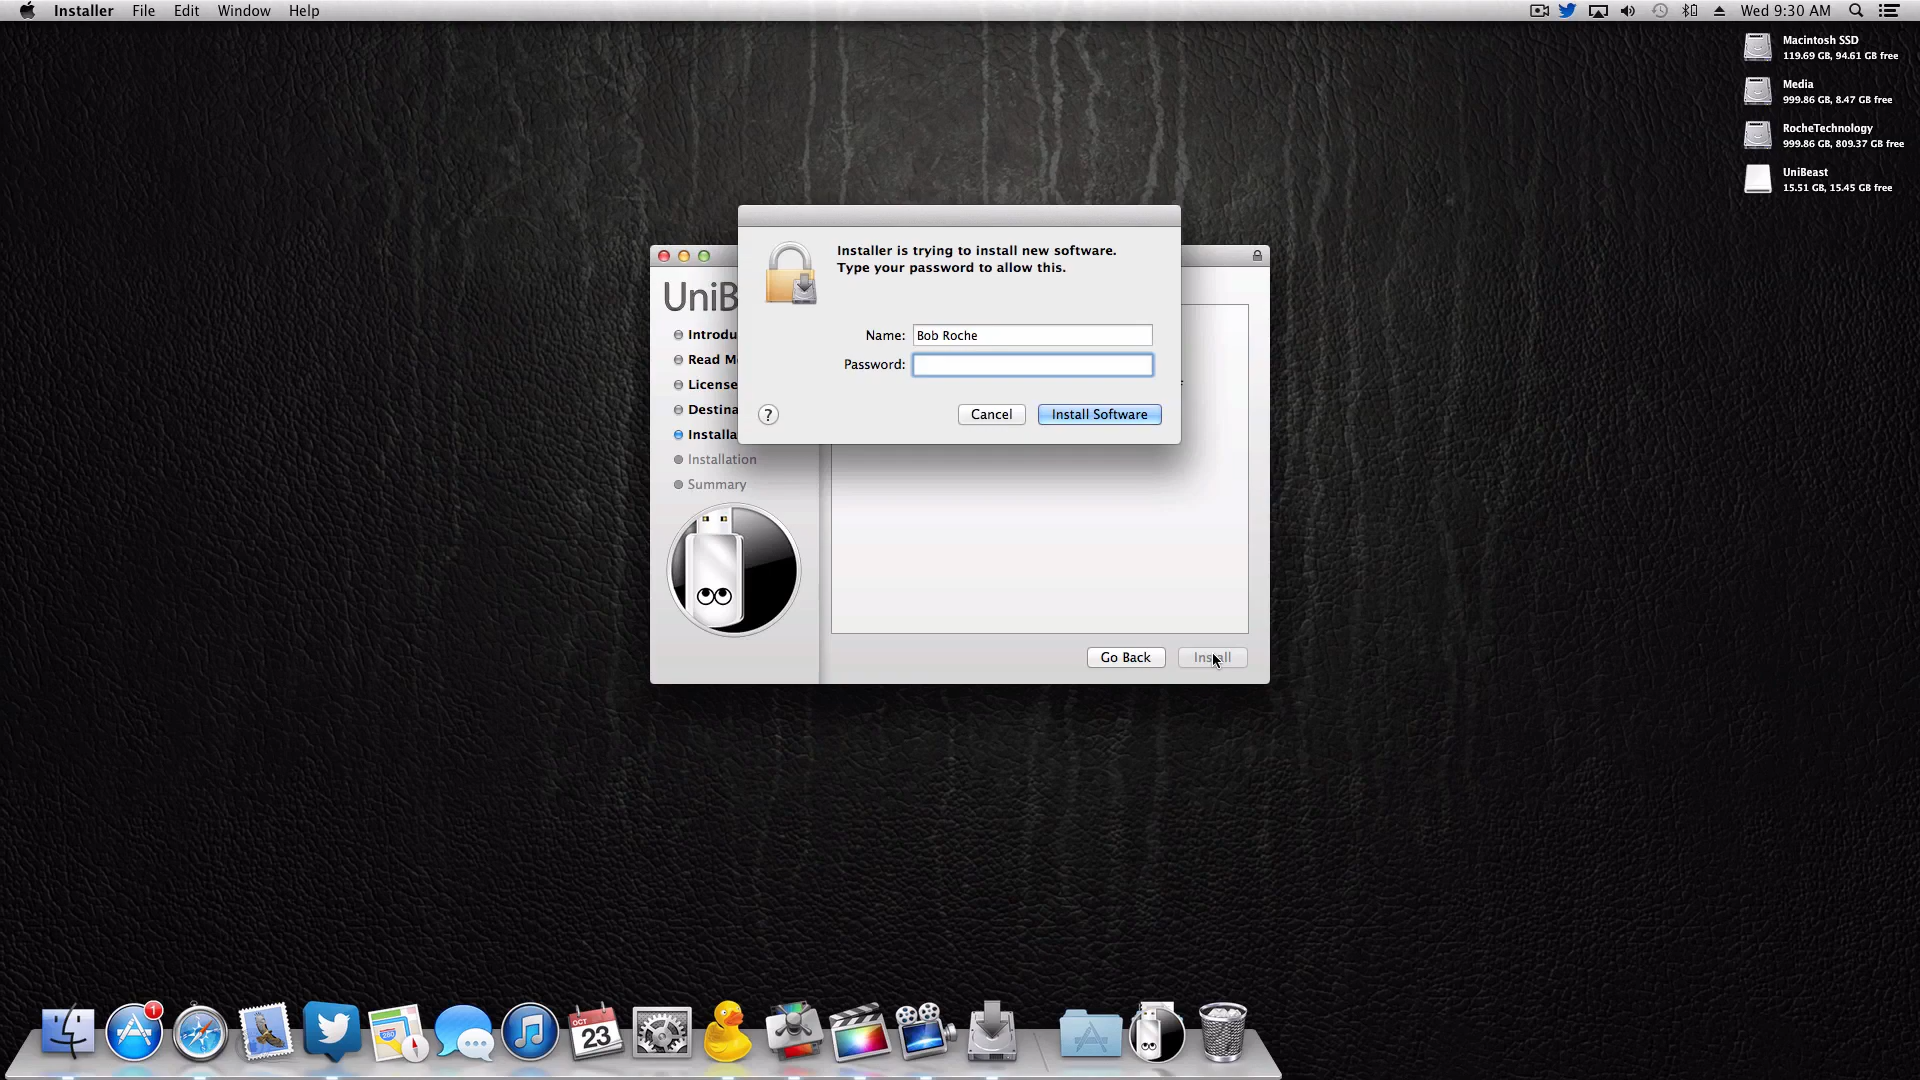 Installer File Edit Window Help
Wed 9:30 AM
Macintosh SSD
119.69 GB, 94.61 GB free
Media
999.86 GB, 8.47 GB free
RocheTechnology
999.86 GB, 809.37 GB free
UniBeast
15.51 GB, 15.45 GB free
Installer is trying to install new software.
Type your password to allow this.
Name: Bob Roche
Password:
? Cancel Install Software
UniB
Introdu
Read M
License
Destina
Installa
Installation
Summary
Go Back Install
1
280
OCT
23